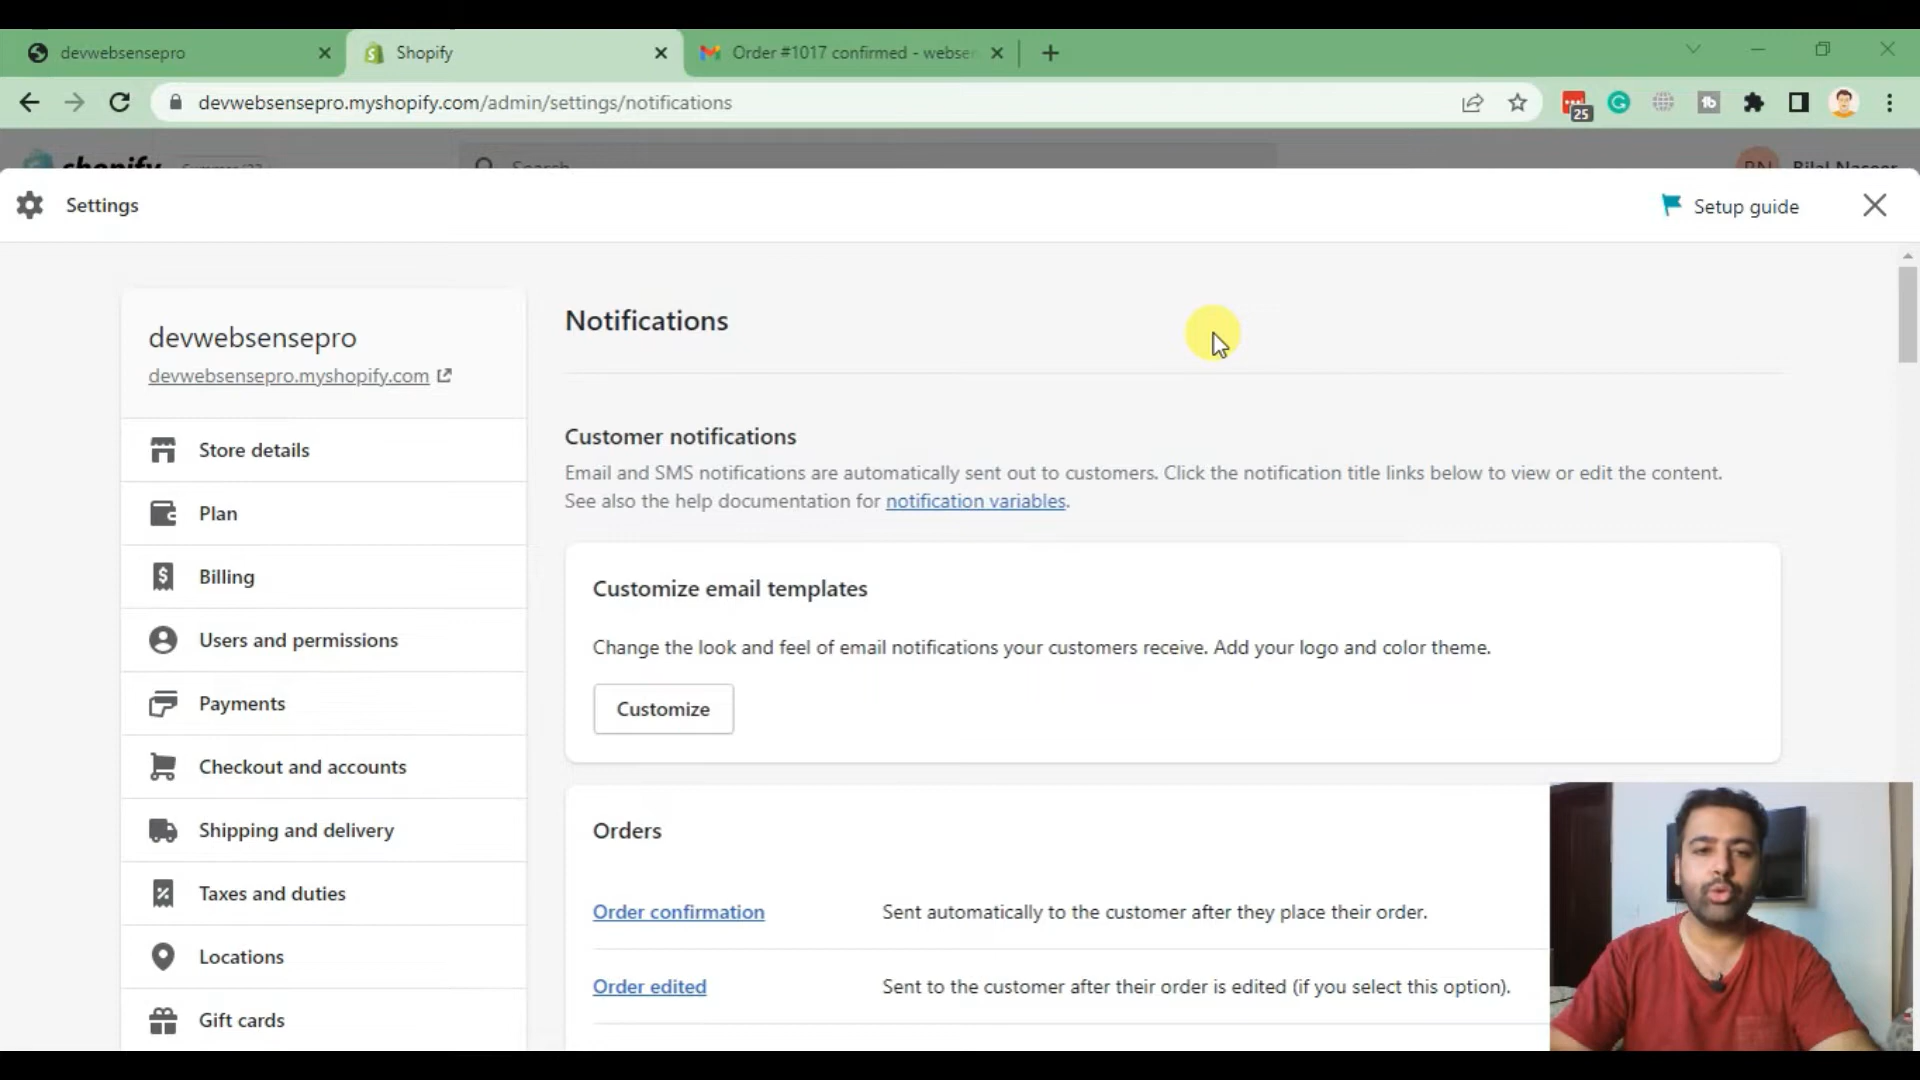 devwebsensepro
Shopify
Order #1017 confirmed - webse
devwebsensepro.myshopify.com/admin/settings/notifications
25
shopify
Search
Bilal Naseer
Settings
Setup guide
devwebsensepro
devwebsensepro.myshopify.com
Store details
Plan
Billing
Users and permissions
Payments
Checkout and accounts
Shipping and delivery
Taxes and duties
Locations
Gift cards
Notifications
Customer notifications
Email and SMS notifications are automatically sent out to customers. Click the notification title links below to view or edit the content.
See also the help documentation for notification variables.
Customize email templates
Change the look and feel of email notifications your customers receive. Add your logo and color theme.
Customize
Orders
Order confirmation Sent automatically to the customer after they place their order.
Order edited Sent to the customer after their order is edited (if you select this option).